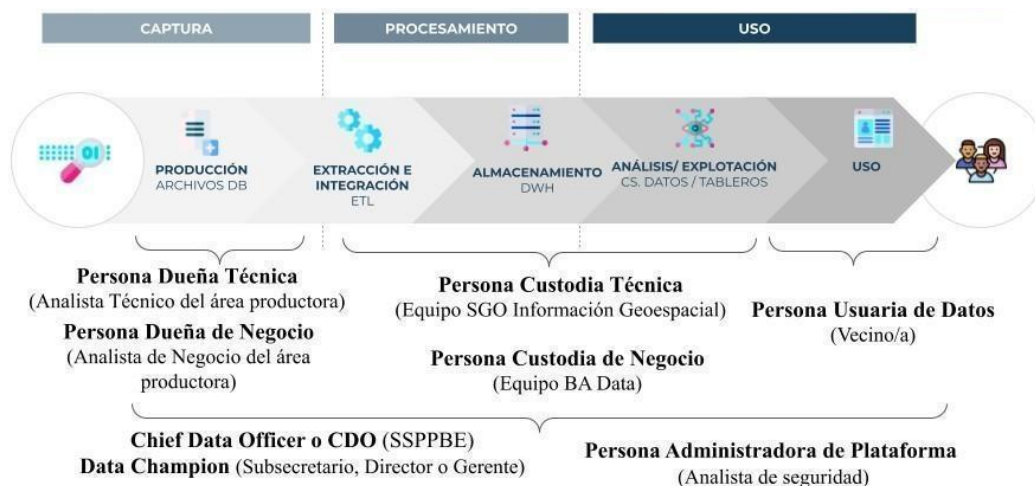 CAPTURA
PROCESAMIENTO
USO
01
PRODUCCIÓN
ARCHIVOS DB
EXTRACCIÓN E
INTEGRACIÓN
ETL
ALMACENAMIENTO
DWH
ANÁLISIS/ EXPLOTACIÓN
CS. DATOS / TABLEROS
USO
Persona Dueña Técnica
(Analista Técnico del área productora)
Persona Dueña de Negocio
(Analista de Negocio del área
productora)
Persona Custodia Técnica
(Equipo SGO Información Geoespacial)
Persona Custodia de Negocio
(Equipo BA Data)
Persona Usuaria de Datos
(Vecino/a)
Chief Data Officer o CDO (SSPPBE)
Data Champion (Subsecretario, Director o Gerente)
Persona Administradora de Plataforma
(Analista de seguridad)